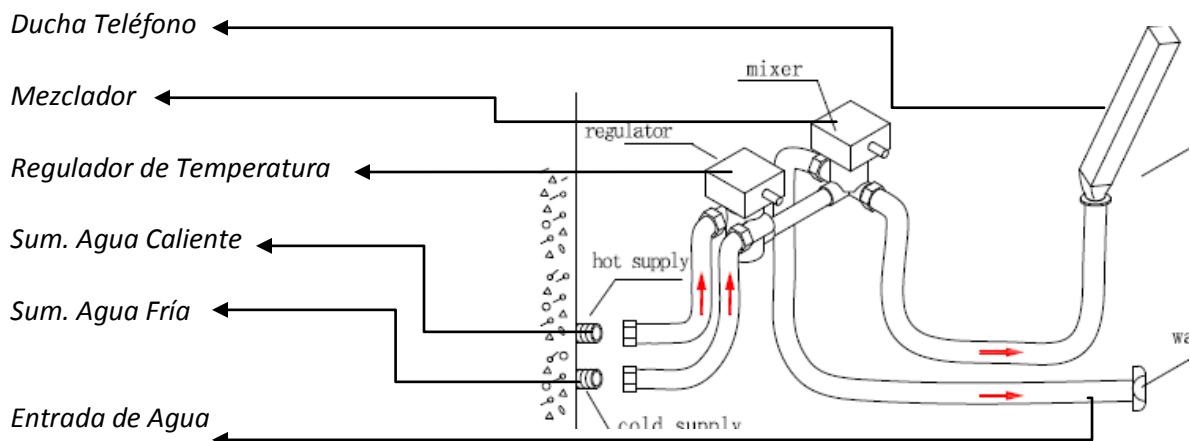 Ducha Teléfono
mixer
Mezclador
regulator
Regulador de Temperatura
Sum. Agua Caliente
hot supply
Sum. Agua Fría
wa
Entrada de Agua
cold supply